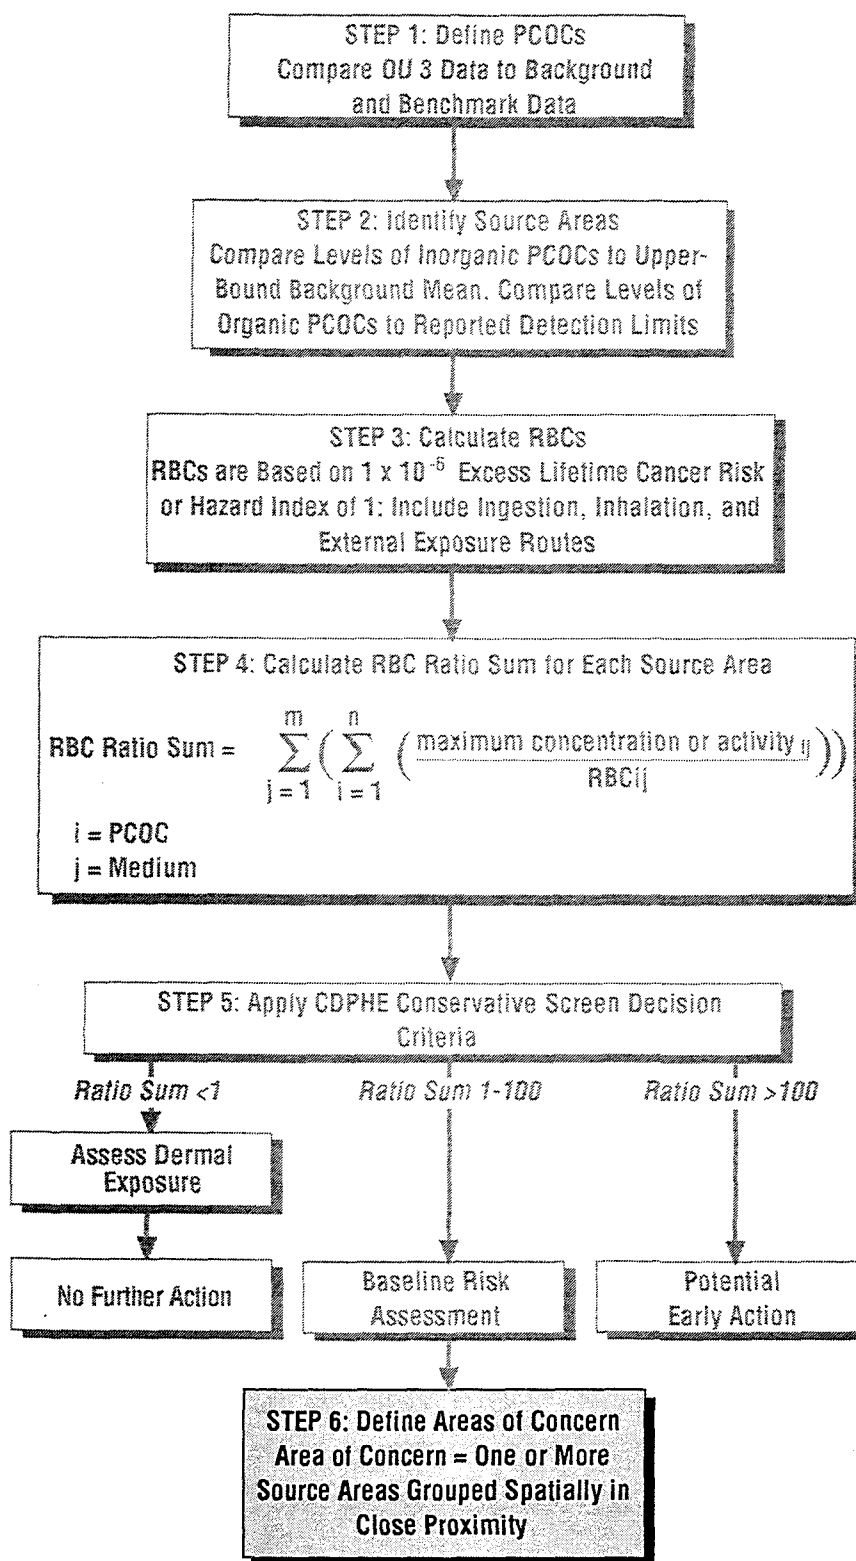 STEP 1: Define PCOCs
Compare OU 3 Data to Background
and Benchmark Data
STEP 2: Identify Source Areas
Compare Levels of Inorganic PCOCs to Upper-
Bound Background Mean. Compare Levels of
Organic PCOCs to Reported Detection Limits
STEP 3: Calculate RBCs
RBCs are Based on 1 x 10⁻⁶ Excess Lifetime Cancer Risk
or Hazard Index of 1: Include Ingestion, Inhalation, and
External Exposure Routes
STEP 4: Calculate RBC Ratio Sum for Each Source Area
RBC Ratio Sum = m Σ j = 1 ( n Σ i = 1 ( maximum concentration or activity ij / RBCij ))
i = PCOC
j = Medium
STEP 5: Apply CDPHE Conservative Screen Decision
Criteria
Ratio Sum <1
Ratio Sum 1-100
Ratio Sum >100
Assess Dermal
Exposure
No Further Action
Baseline Risk
Assessment
Potential
Early Action
STEP 6: Define Areas of Concern
Area of Concern = One or More
Source Areas Grouped Spatially in
Close Proximity